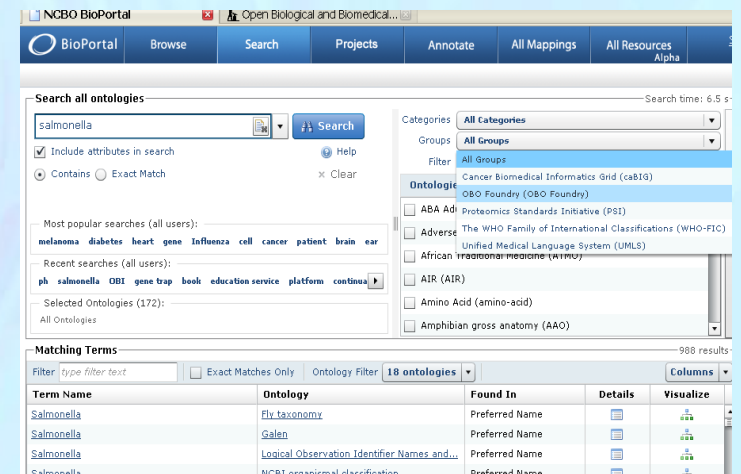 NCBO BioPortal
Open Biological and Biomedical...
BioPortal Browse Search Projects Annotate All Mappings All Resources
Alpha
Search all ontologies
Search time: 6.5 s
salmonella
Search
Include attributes in search
Help
Contains
Exact Match
Clear
Most popular searches (all users):
melanoma diabetes heart gene Influenza cell cancer patient brain ear
Recent searches (all users):
ph salmonella OBI gene trap book education service platform continua
Selected Ontologies (172):
All Ontologies
Categories All Categories
Groups All Groups
Filter
All Groups
Cancer Biomedical Informatics Grid (caBIG)
OBO Foundry (OBO Foundry)
Proteomics Standards Initiative (PSI)
The WHO Family of International Classifications (WHO-FIC)
Unified Medical Language System (UMLS)
Ontologie
ABA Adu
Adverse
African Traditional Medicine (ATMO)
AIR (AIR)
Amino Acid (amino-acid)
Amphibian gross anatomy (AAO)
Matching Terms
988 results
Filter type filter text Exact Matches Only Ontology Filter 18 ontologies Columns
Term Name Ontology Found In Details Visualize
Salmonella Fly taxonomy Preferred Name
Salmonella Galen Preferred Name
Salmonella Logical Observation Identifier Names and... Preferred Name
Salmonella NCBI organismal classification Preferred Name